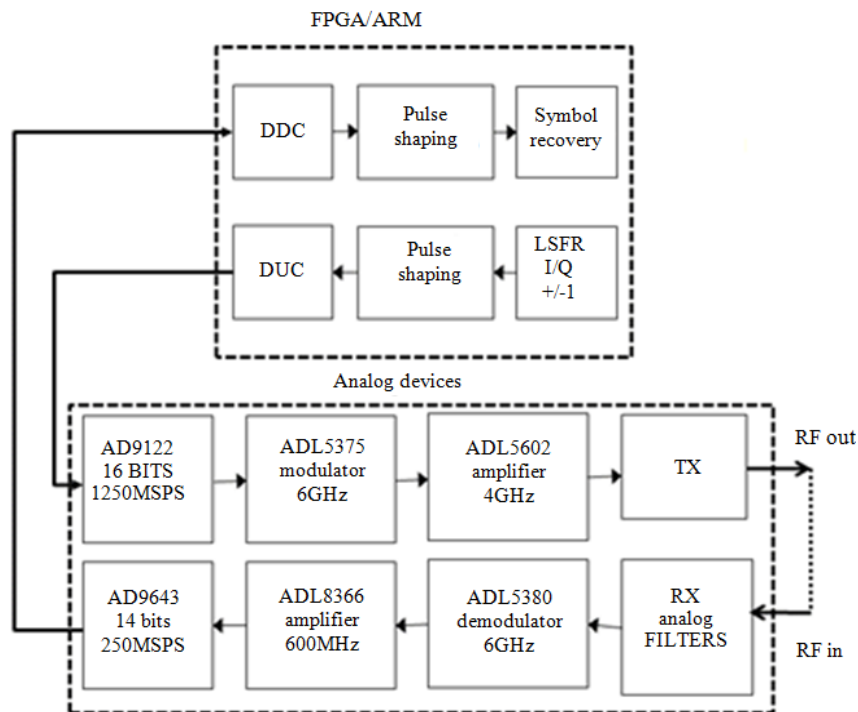 FPGA/ARM
DDC
Pulse
shaping
Symbol
recovery
DUC
Pulse
shaping
LSFR
I/Q
+/-1
Analog devices
AD9122
16 BITS
1250MSPS
ADL5375
modulator
6GHz
ADL5602
amplifier
4GHz
TX
RF out
AD9643
14 bits
250MSPS
ADL8366
amplifier
600MHz
ADL5380
demodulator
6GHz
RX
analog
FILTERS
RF in